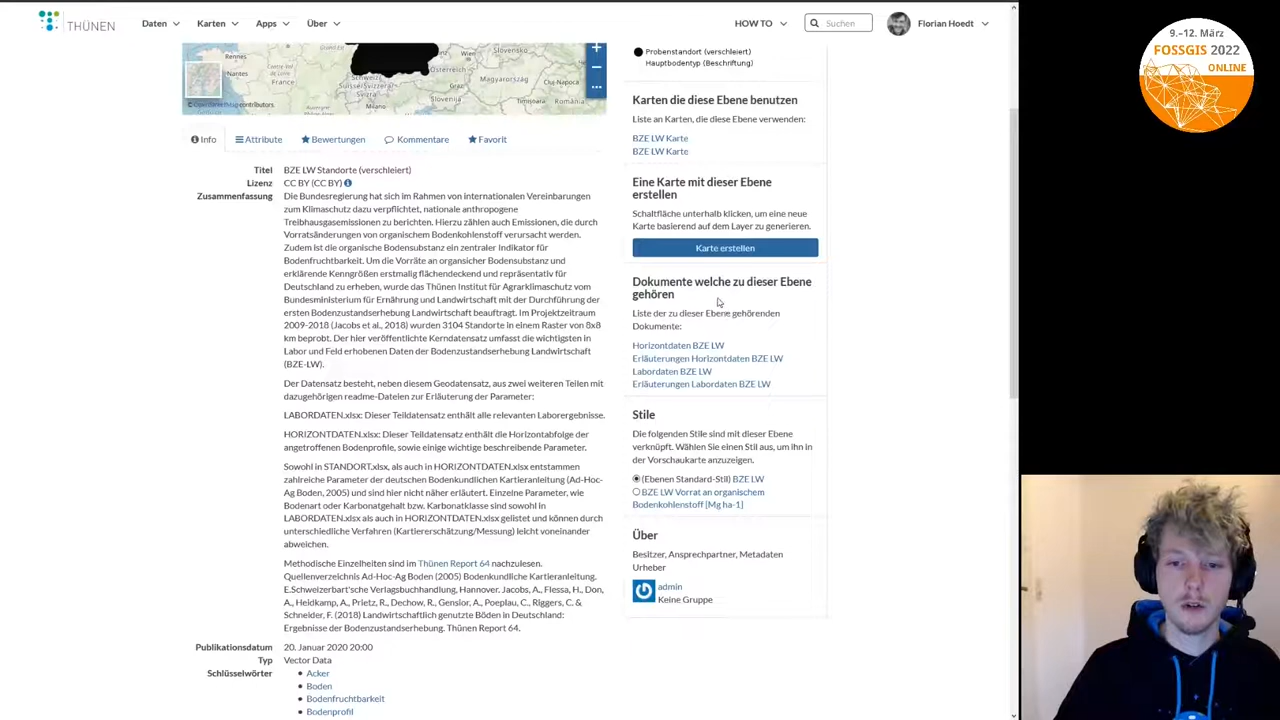 THÜNEN
Daten
Karten
Apps
Über
HOW TO
Suchen
Florian Hoedt
9.–12. März
FOSSGIS 2022
ONLINE
Rennes
Nantes
France
Schweiz
Suisse/Svizzera
Milano
Österreich
Slovenija
Magyarország
Cluj-Napoca
Timișoara
România
+
−
...
Probenstandort (verschleiert)
Hauptbodentyp (Beschriftung)
Karten die diese Ebene benutzen
Liste an Karten, die diese Ebene verwenden:
BZE LW Karte
BZE LW Karte
Eine Karte mit dieser Ebene
erstellen
Schaltfläche unterhalb klicken, um eine neue
Karte basierend auf dem Layer zu generieren.
Karte erstellen
Dokumente welche zu dieser Ebene
gehören
Liste der zu dieser Ebene gehörenden
Dokumente:
Horizontdaten BZE LW
Erläuterungen Horizontdaten BZE LW
Labordaten BZE LW
Erläuterungen Labordaten BZE LW
Stile
Die folgenden Stile sind mit dieser Ebene
verknüpft. Wählen Sie einen Stil aus, um ihn in
der Vorschaukarte anzuzeigen.
(Ebenen Standard-Stil) BZE LW
BZE LW Vorrat an organischem
Bodenkohlenstoff [Mg ha-1]
Über
Besitzer, Ansprechpartner, Metadaten
Urheber
admin
Keine Gruppe
Info
Attribute
Bewertungen
Kommentare
Favorit
Titel BZE LW Standorte (verschleiert)
Lizenz CC BY (CC BY)
Zusammenfassung Die Bundesregierung hat sich im Rahmen von internationalen Vereinbarungen
zum Klimaschutz dazu verpflichtet, nationale anthropogene
Treibhausgasemissionen zu berichten. Hierzu zählen auch Emissionen, die durch
Vorratsänderungen von organischem Bodenkohlenstoff verursacht werden.
Zudem ist die organische Bodensubstanz ein zentraler Indikator für
Bodenfruchtbarkeit. Um die Vorräte an organsicher Bodensubstanz und
erklärende Kenngrößen erstmalig flächendeckend und repräsentativ für
Deutschland zu erheben, wurde das Thünen Institut für Agrarklimaschutz vom
Bundesministerium für Ernährung und Landwirtschaft mit der Durchführung der
ersten Bodenzustandserhebung Landwirtschaft beauftragt. Im Projektzeitraum
2009-2018 (Jacobs et al., 2018) wurden 3104 Standorte in einem Raster von 8x8
km beprobt. Der hier veröffentliche Kerndatensatz umfasst die wichtigsten in
Labor und Feld erhobenen Daten der Bodenzustandserhebung Landwirtschaft
(BZE-LW).
Der Datensatz besteht, neben diesem Geodatensatz, aus zwei weiteren Teilen mit
dazugehörigen readme-Dateien zur Erläuterung der Parameter:
LABORDATEN.xlsx: Dieser Teildatensatz enthält alle relevanten Laborergebnisse.
HORIZONTDATEN.xlsx: Dieser Teildatensatz enthält die Horizontabfolge der
angetroffenen Bodenprofile, sowie einige wichtige beschreibende Parameter.
Sowohl in STANDORT.xlsx, als auch in HORIZONTDATEN.xlsx entstammen
zahlreiche Parameter der deutschen Bodenkundlichen Kartieranleitung (Ad-Hoc-
Ag Boden, 2005) und sind hier nicht näher erläutert. Einzelne Parameter, wie
Bodenart oder Karbonatgehalt bzw. Karbonatklasse sind sowohl in
LABORDATEN.xlsx als auch in HORIZONTDATEN.xlsx gelistet und können durch
unterschiedliche Verfahren (Kartiererschätzung/Messung) leicht voneinander
abweichen.
Methodische Einzelheiten sind im Thünen Report 64 nachzulesen.
Quellenverzeichnis Ad-Hoc-Ag Boden (2005) Bodenkundliche Kartieranleitung.
E.Schweizerbart'sche Verlagsbuchhandlung, Hannover. Jacobs, A., Flessa, H., Don,
A., Heidkamp, A., Prietz, R., Dechow, R., Gensior, A., Poeplau, C., Riggers, C. &
Schneider, F. (2018) Landwirtschaftlich genutzte Böden in Deutschland:
Ergebnisse der Bodenzustandserhebung. Thünen Report 64.
Publikationsdatum 20. Januar 2020 20:00
Typ Vector Data
Schlüsselwörter
Acker
Boden
Bodenfruchtbarkeit
Bodenprofil